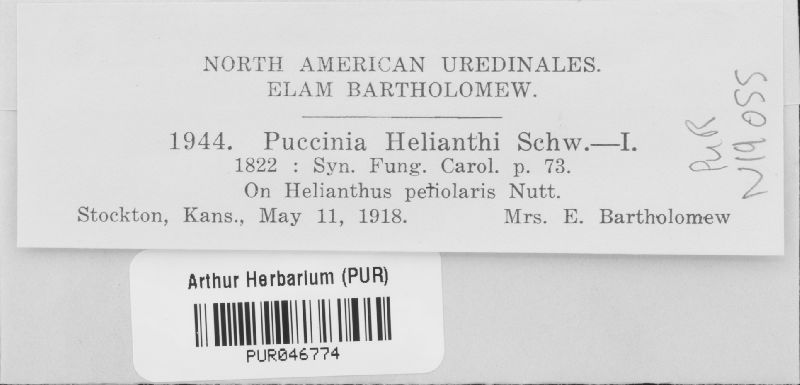 NORTH AMERICAN UREDINALES.
ELAM BARTHOLOMEW.
1944. Puccinia Helianthi Schw.—I.
1822 : Syn. Fung. Carol. p. 73.
On Helianthus petiolaris Nutt.
Stockton, Kans., May 11, 1918. Mrs. E. Bartholomew
PUR
N19055
Arthur Herbarium (PUR)
PUR046774